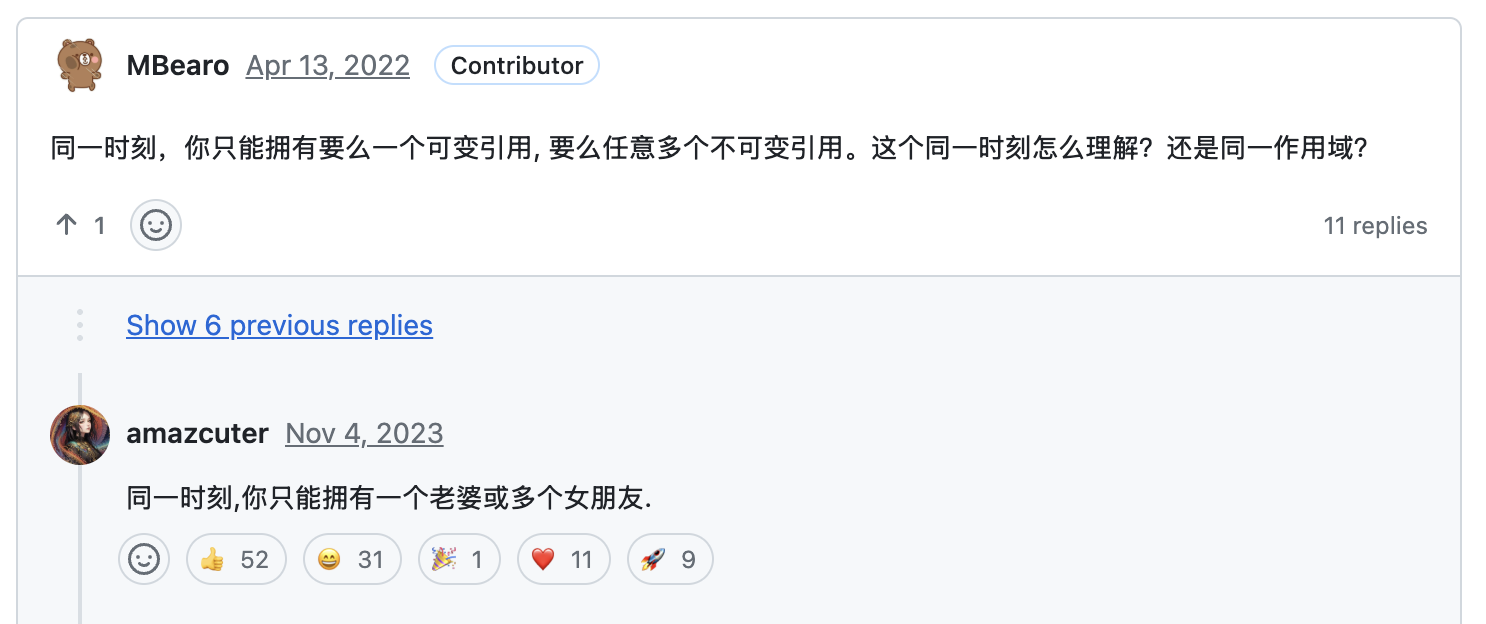 MBearo Apr 13, 2022 Contributor
同一时刻，你只能拥有要么一个可变引用, 要么任意多个不可变引用。这个同一时刻怎么理解？还是同一作用域?
1 11 replies
Show 6 previous replies
amazcuter Nov 4, 2023
同一时刻,你只能拥有一个老婆或多个女朋友.
52 31 1 11 9